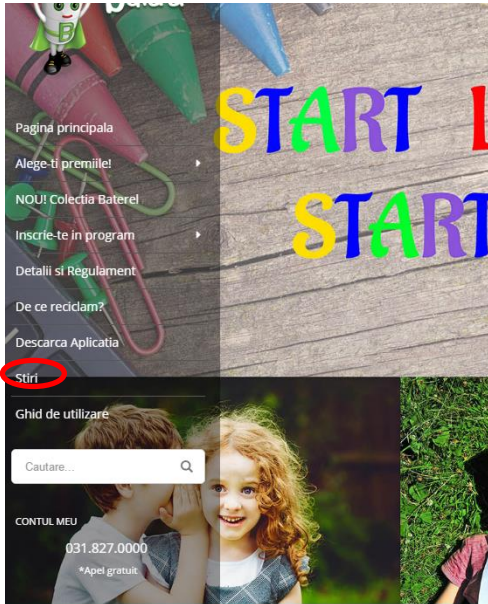 START
START
Pagina principala
Alege-ti premiile!
NOU! Colectia Baterel
Inscrie-te in program
Detalii si Regulament
De ce reciclam?
Descarca Aplicatia
Stiri
Ghid de utilizare
Cautare...
CONTUL MEU
031.827.0000
*Apel gratuit